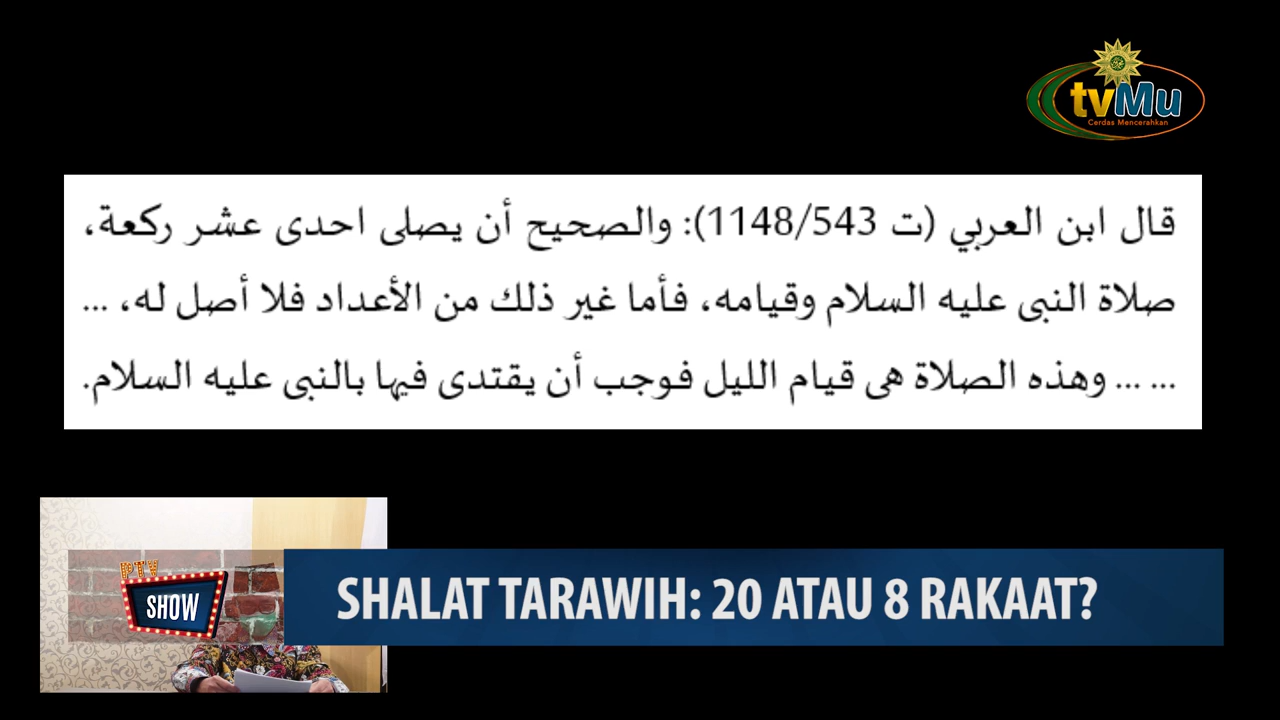 tvMu
Cerdas Mencerahkan
قال ابن العربي (ت 1148/543): والصحيح أن يصلى احدى عشر ركعة،
صلاة النبى عليه السلام وقيامه، فأما غير ذلك من الأعداد فلا أصل له، ...
... ... وهذه الصلاة هى قيام الليل فوجب أن يقتدى فيها بالنبى عليه السلام.
PTV
SHOW
SHALAT TARAWIH: 20 ATAU 8 RAKAAT?